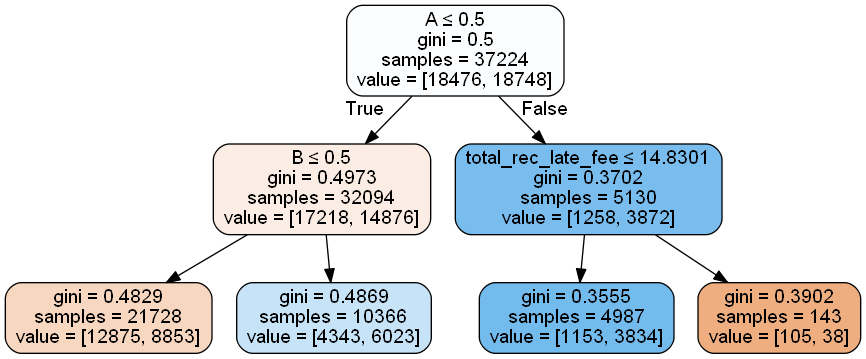 A ≤ 0.5
gini = 0.5
samples = 37224
value = [18476, 18748]
True
False
B ≤ 0.5
gini = 0.4973
samples = 32094
value = [17218, 14876]
total_rec_late_fee ≤ 14.8301
gini = 0.3702
samples = 5130
value = [1258, 3872]
gini = 0.4829
samples = 21728
value = [12875, 8853]
gini = 0.4869
samples = 10366
value = [4343, 6023]
gini = 0.3555
samples = 4987
value = [1153, 3834]
gini = 0.3902
samples = 143
value = [105, 38]